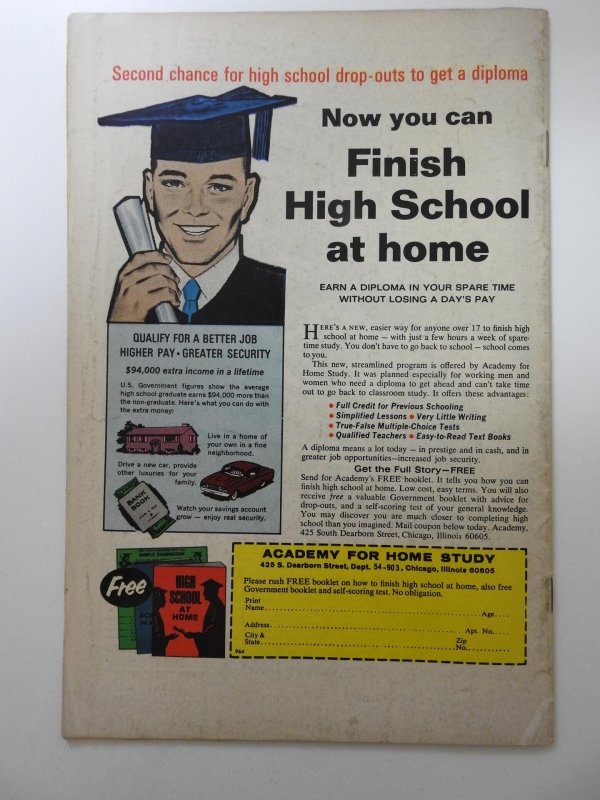 Second chance for high school drop-outs to get a diploma
Now you can
Finish
High School
at home
EARN A DIPLOMA IN YOUR SPARE TIME
WITHOUT LOSING A DAY'S PAY
QUALIFY FOR A BETTER JOB
HIGHER PAY • GREATER SECURITY
$94,000 extra income in a lifetime
U.S. Government figures show the average
high school graduate earns $94,000 more than
the non-graduate. Here's what you can do with
the extra money:
Live in a home of
your own in a fine
neighborhood.
Drive a new car, provide
other luxuries for your
family.
BANK
BOOK
Watch your savings account
grow — enjoy real security.
HERE'S A NEW, easier way for anyone over 17 to finish high
school at home — with just a few hours a week of spare-
time study. You don't have to go back to school — school comes
to you.
This new, streamlined program is offered by Academy for
Home Study. It was planned especially for working men and
women who need a diploma to get ahead and can't take time
out to go back to classroom study. It offers these advantages:
• Full Credit for Previous Schooling
• Simplified Lessons • Very Little Writing
• True-False Multiple-Choice Tests
• Qualified Teachers • Easy-to-Read Text Books
A diploma means a lot today — in prestige and in cash, and in
greater job opportunities—increased job security.
Get the Full Story—FREE
Send for Academy's FREE booklet. It tells you how you can
finish high school at home. Low cost, easy terms. You will also
receive free a valuable Government booklet with advice for
drop-outs, and a self-scoring test of your general knowledge.
You may discover you are much closer to completing high
school than you imagined. Mail coupon below today. Academy,
425 South Dearborn Street, Chicago, Illinois 60605.
SAMPLE EXAMINATION
Free
HIGH
SCHOOL
AT
HOME
ACADEMY FOR HOME STUDY
425 S. Dearborn Street, Dept. 54-903, Chicago, Illinois 60605
Please rush FREE booklet on how to finish high school at home, also free
Government booklet and self-scoring test. No obligation.
Print
Name Age
Address Apt. No.
City & Zip
State No.
964